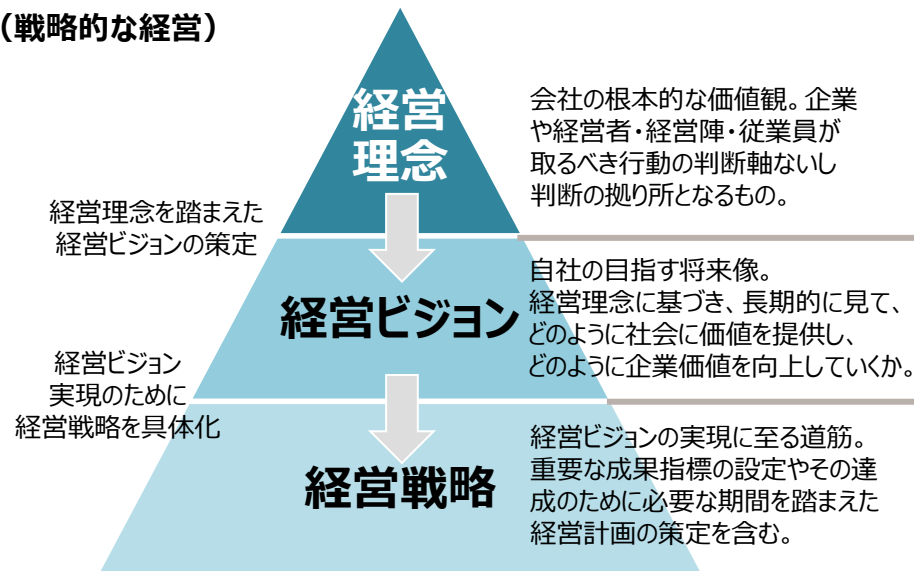 (戦略的な経営)
経営
理念
会社の根本的な価値観。企業
や経営者・経営陣・従業員が
取るべき行動の判断軸ないし
判断の拠り所となるもの。
経営理念を踏まえた
経営ビジョンの策定
経営ビジョン
自社の目指す将来像。
経営理念に基づき、長期的に見て、
どのように社会に価値を提供し、
どのように企業価値を向上していくか。
経営ビジョン
実現のために
経営戦略を具体化
経営戦略
経営ビジョンの実現に至る道筋。
重要な成果指標の設定やその達
成のために必要な期間を踏まえた
経営計画の策定を含む。